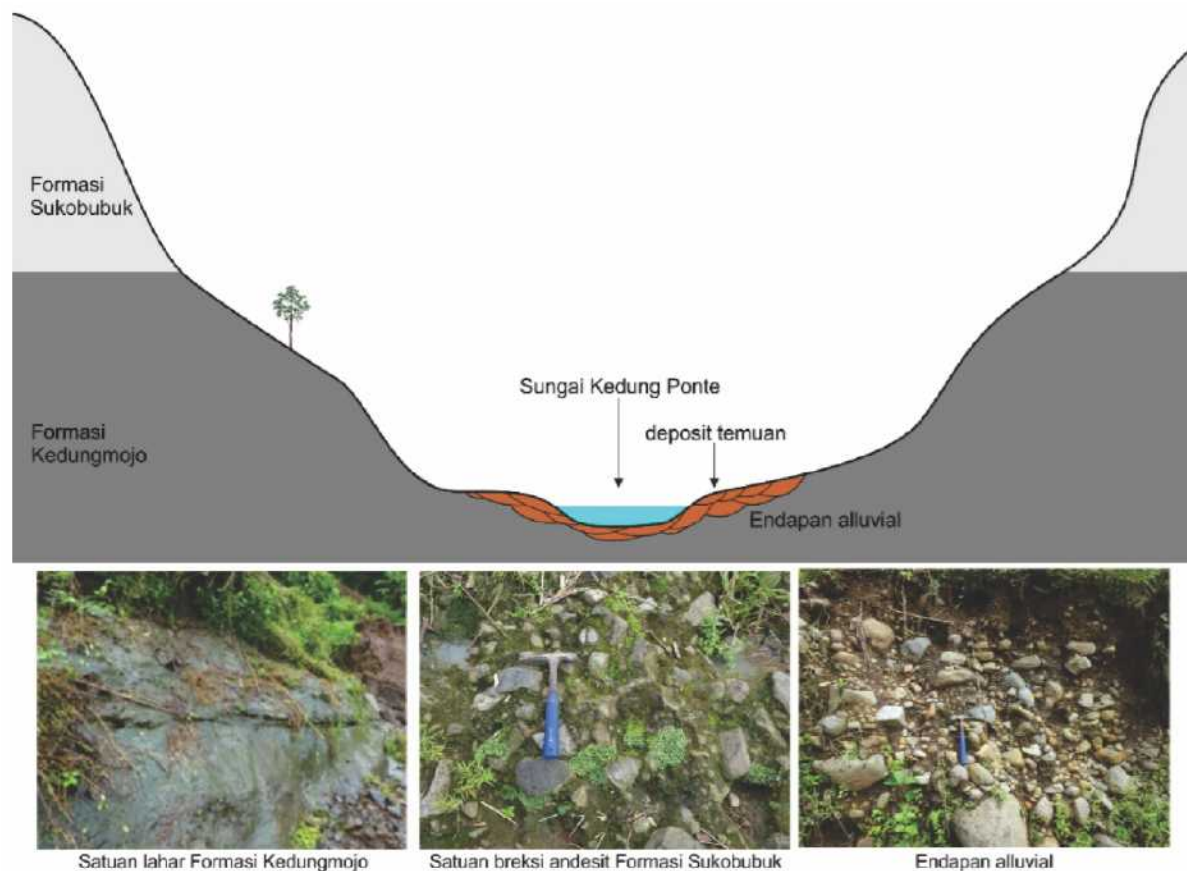 Formasi
Sukobubuk
Sungai Kedung Ponte
deposit temuan
Formasi
Kedungmojo
Endapan alluvial
Satuan lahar Formasi Kedungmojo
Satuan breksi andesit Formasi Sukobubuk
Endapan alluvial